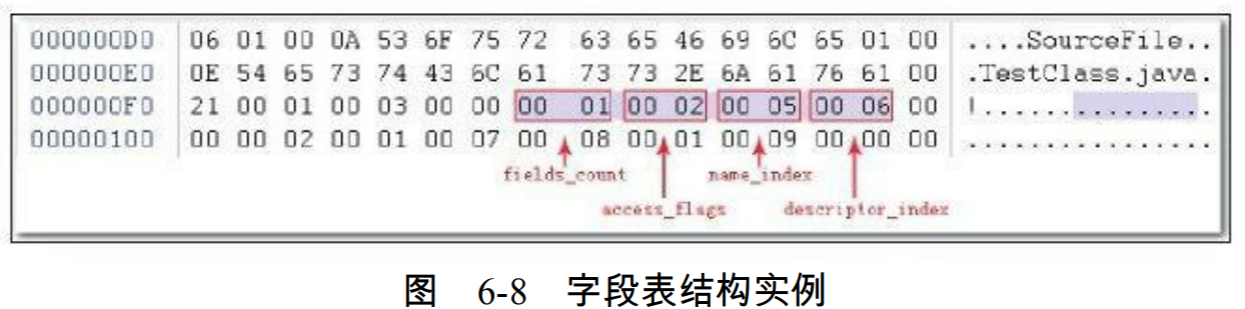 000000D0 06 01 00 0A 53 6F 75 72 63 65 46 69 6C 65 01 00 ....SourceFile..
000000E0 0E 54 65 73 74 43 6C 61 73 73 2E 6A 61 76 61 00 .TestClass.java.
000000F0 21 00 01 00 03 00 00 00 01 00 02 00 05 00 06 00 !...............
00000100 00 00 02 00 01 00 07 00 08 00 01 00 09 00 00 00 ................
fields_count name_index
access_flags descriptor_index
图 6-8 字段表结构实例